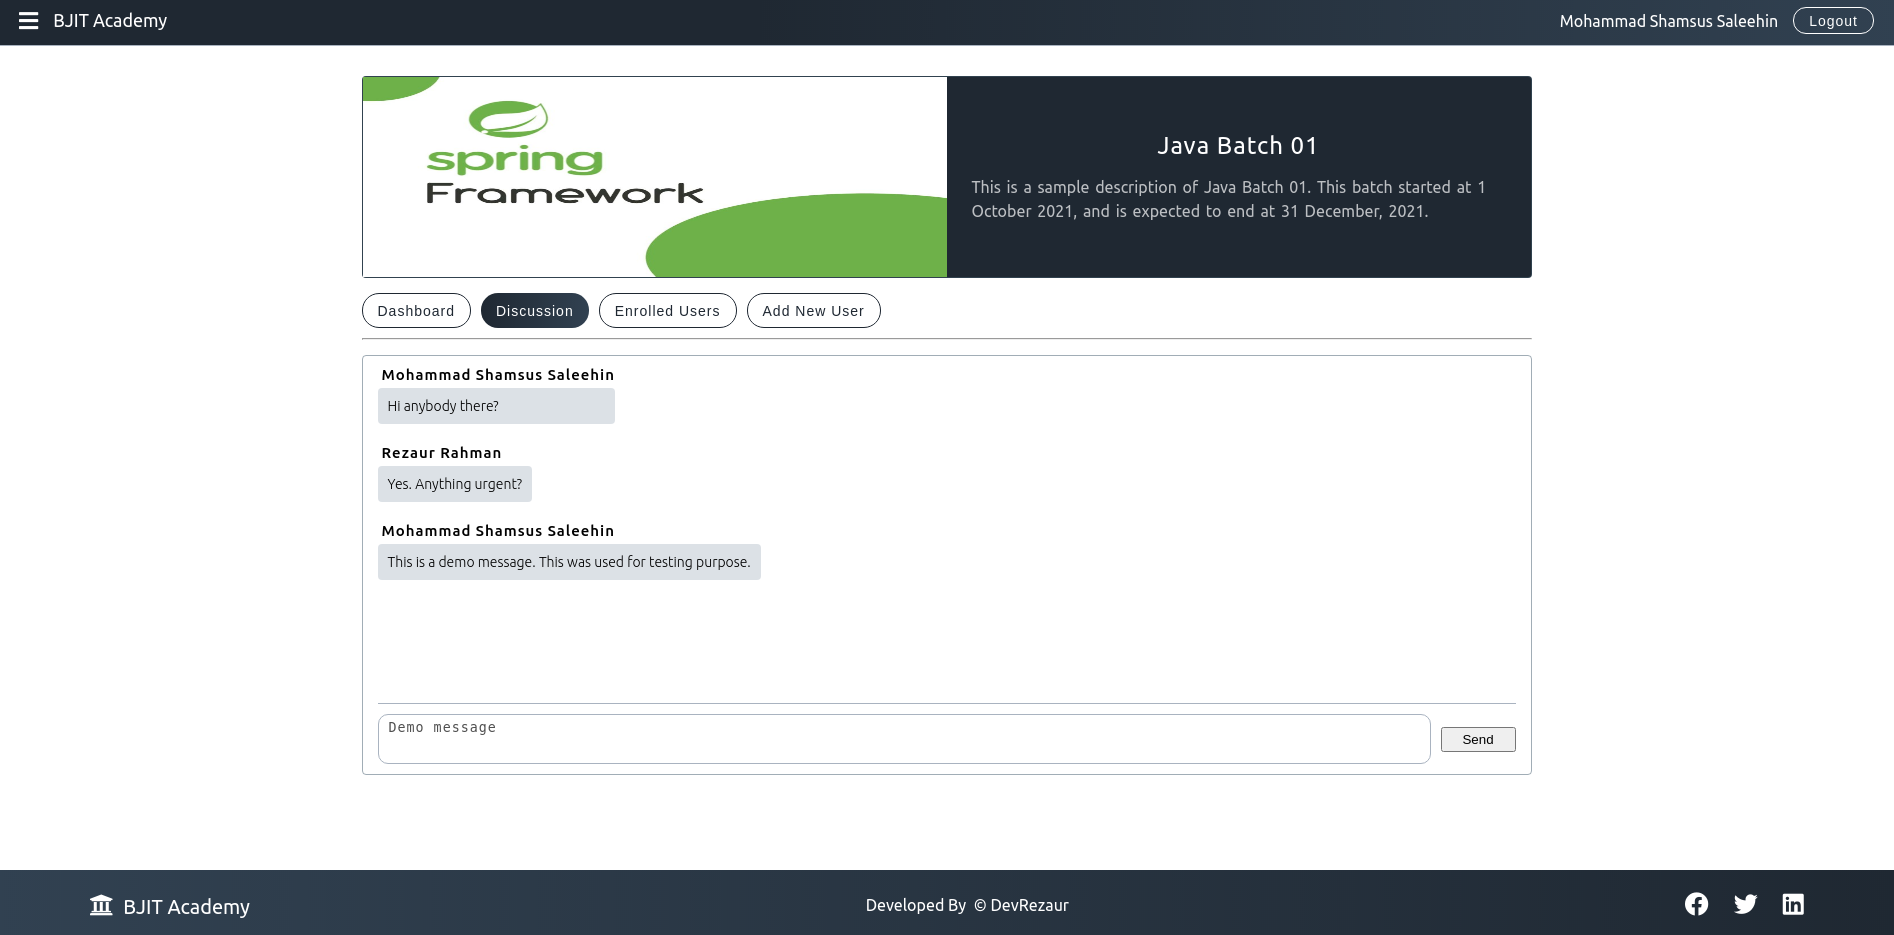 BJIT Academy
Mohammad Shamsus Saleehin
Logout
spring
Framework
Java Batch 01
This is a sample description of Java Batch 01. This batch started at 1
October 2021, and is expected to end at 31 December, 2021.
Dashboard
Discussion
Enrolled Users
Add New User
Mohammad Shamsus Saleehin
Hi anybody there?
Rezaur Rahman
Yes. Anything urgent?
Mohammad Shamsus Saleehin
This is a demo message. This was used for testing purpose.
Demo message
Send
BJIT Academy
Developed By © DevRezaur